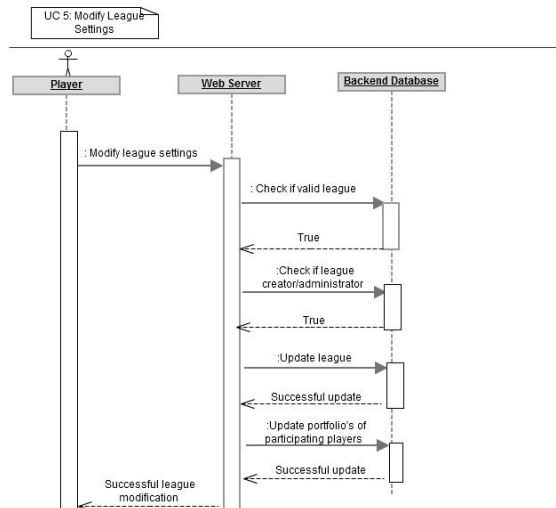 UC 5: Modify League
Settings
Player
Web Server
Backend Database
: Modify league settings
: Check if valid league
True
:Check if league
creator/administrator
True
:Update league
Successful update
:Update portfolio's of
participating players
Successful update
Successful league
modification